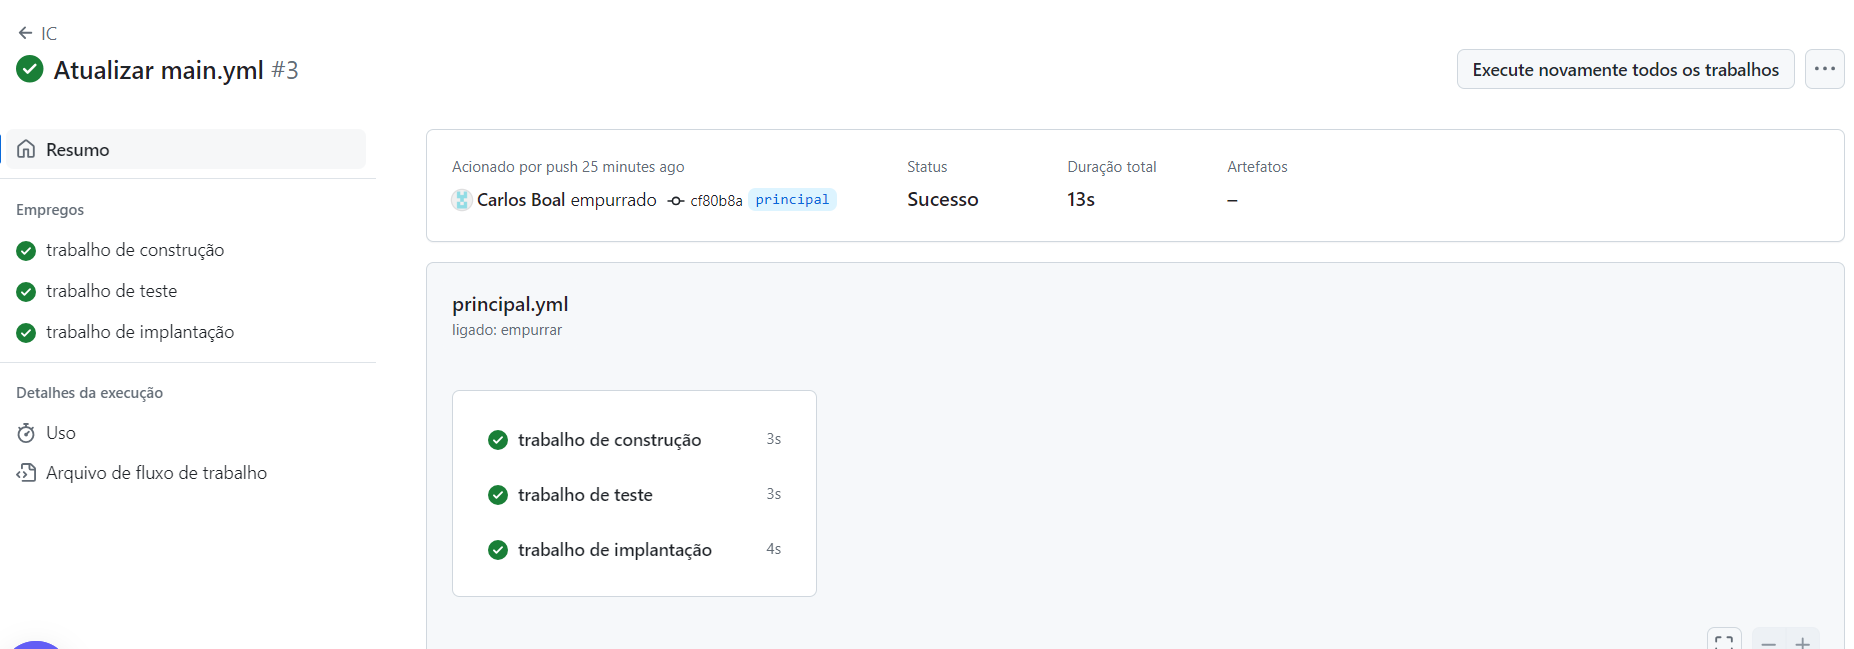 IC
Atualizar main.yml #3
Execute novamente todos os trabalhos
Resumo
Empregos
trabalho de construção
trabalho de teste
trabalho de implantação
Detalhes da execução
Uso
Arquivo de fluxo de trabalho
Acionado por push 25 minutes ago
Carlos Boal empurrado cf80b8a principal
Status
Sucesso
Duração total
13s
Artefatos
–
principal.yml
ligado: empurrar
trabalho de construção 3s
trabalho de teste 3s
trabalho de implantação 4s